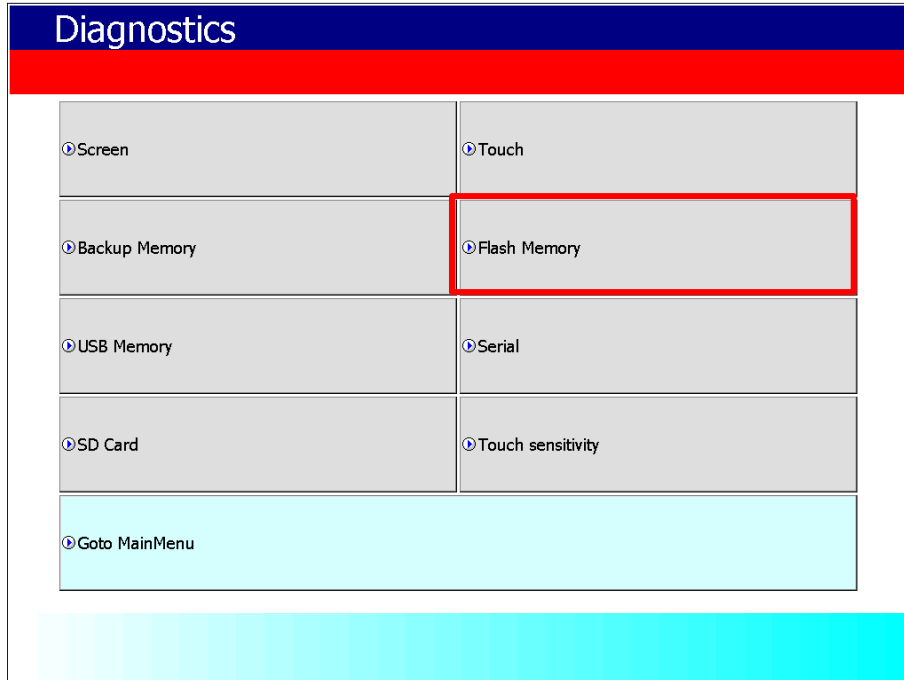 Diagnostics
Screen
Touch
Backup Memory
Flash Memory
USB Memory
Serial
SD Card
Touch sensitivity
Goto MainMenu